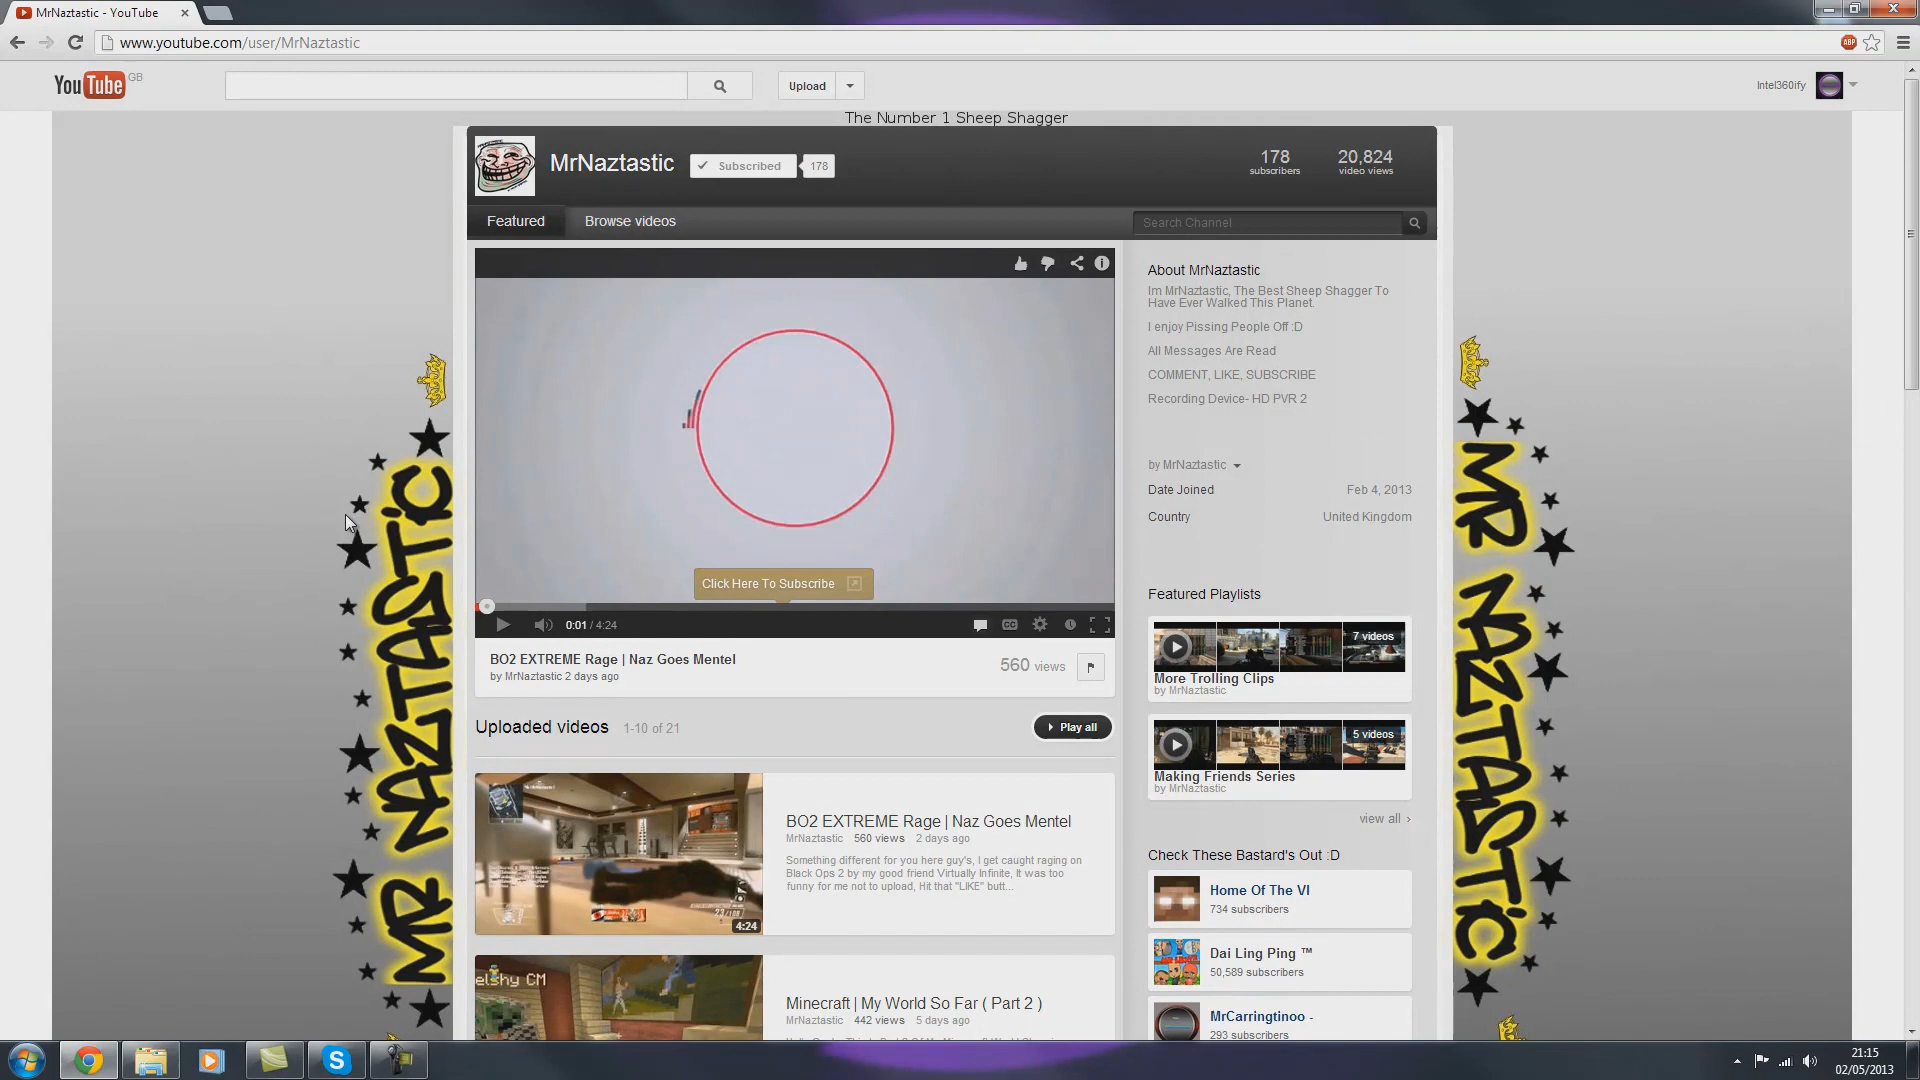 MrNaztastic - YouTube
www.youtube.com/user/MrNaztastic
ABP
YouTube GB
Upload
Intel360ify
The Number 1 Sheep Shagger
MrNaztastic
Subscribed
178
178
subscribers
20,824
video views
Featured
Browse videos
Search Channel
Click Here To Subscribe
0:01 / 4:24
CC
BO2 EXTREME Rage | Naz Goes Mentel
by MrNaztastic 2 days ago
560 views
Uploaded videos 1-10 of 21
Play all
BO2 EXTREME Rage | Naz Goes Mentel
MrNaztastic 560 views 2 days ago
Something different for you here guy's, I get caught raging on
Black Ops 2 by my good friend Virtually Infinite, It was too
funny for me not to upload, Hit that "LIKE" butt...
4:24
elshy CM
Minecraft | My World So Far ( Part 2 )
MrNaztastic 442 views 5 days ago
About MrNaztastic
Im MrNaztastic, The Best Sheep Shagger To
Have Ever Walked This Planet.
I enjoy Pissing People Off :D
All Messages Are Read
COMMENT, LIKE, SUBSCRIBE
Recording Device- HD PVR 2
by MrNaztastic
Date Joined Feb 4, 2013
Country United Kingdom
Featured Playlists
7 videos
More Trolling Clips
by MrNaztastic
5 videos
Making Friends Series
by MrNaztastic
view all ›
Check These Bastard's Out :D
Home Of The VI
734 subscribers
Dai Ling Ping ™
50,589 subscribers
MrCarringtinoo -
293 subscribers
MR NAZTASTIC
MR NAZTASTIC
21:15
02/05/2013